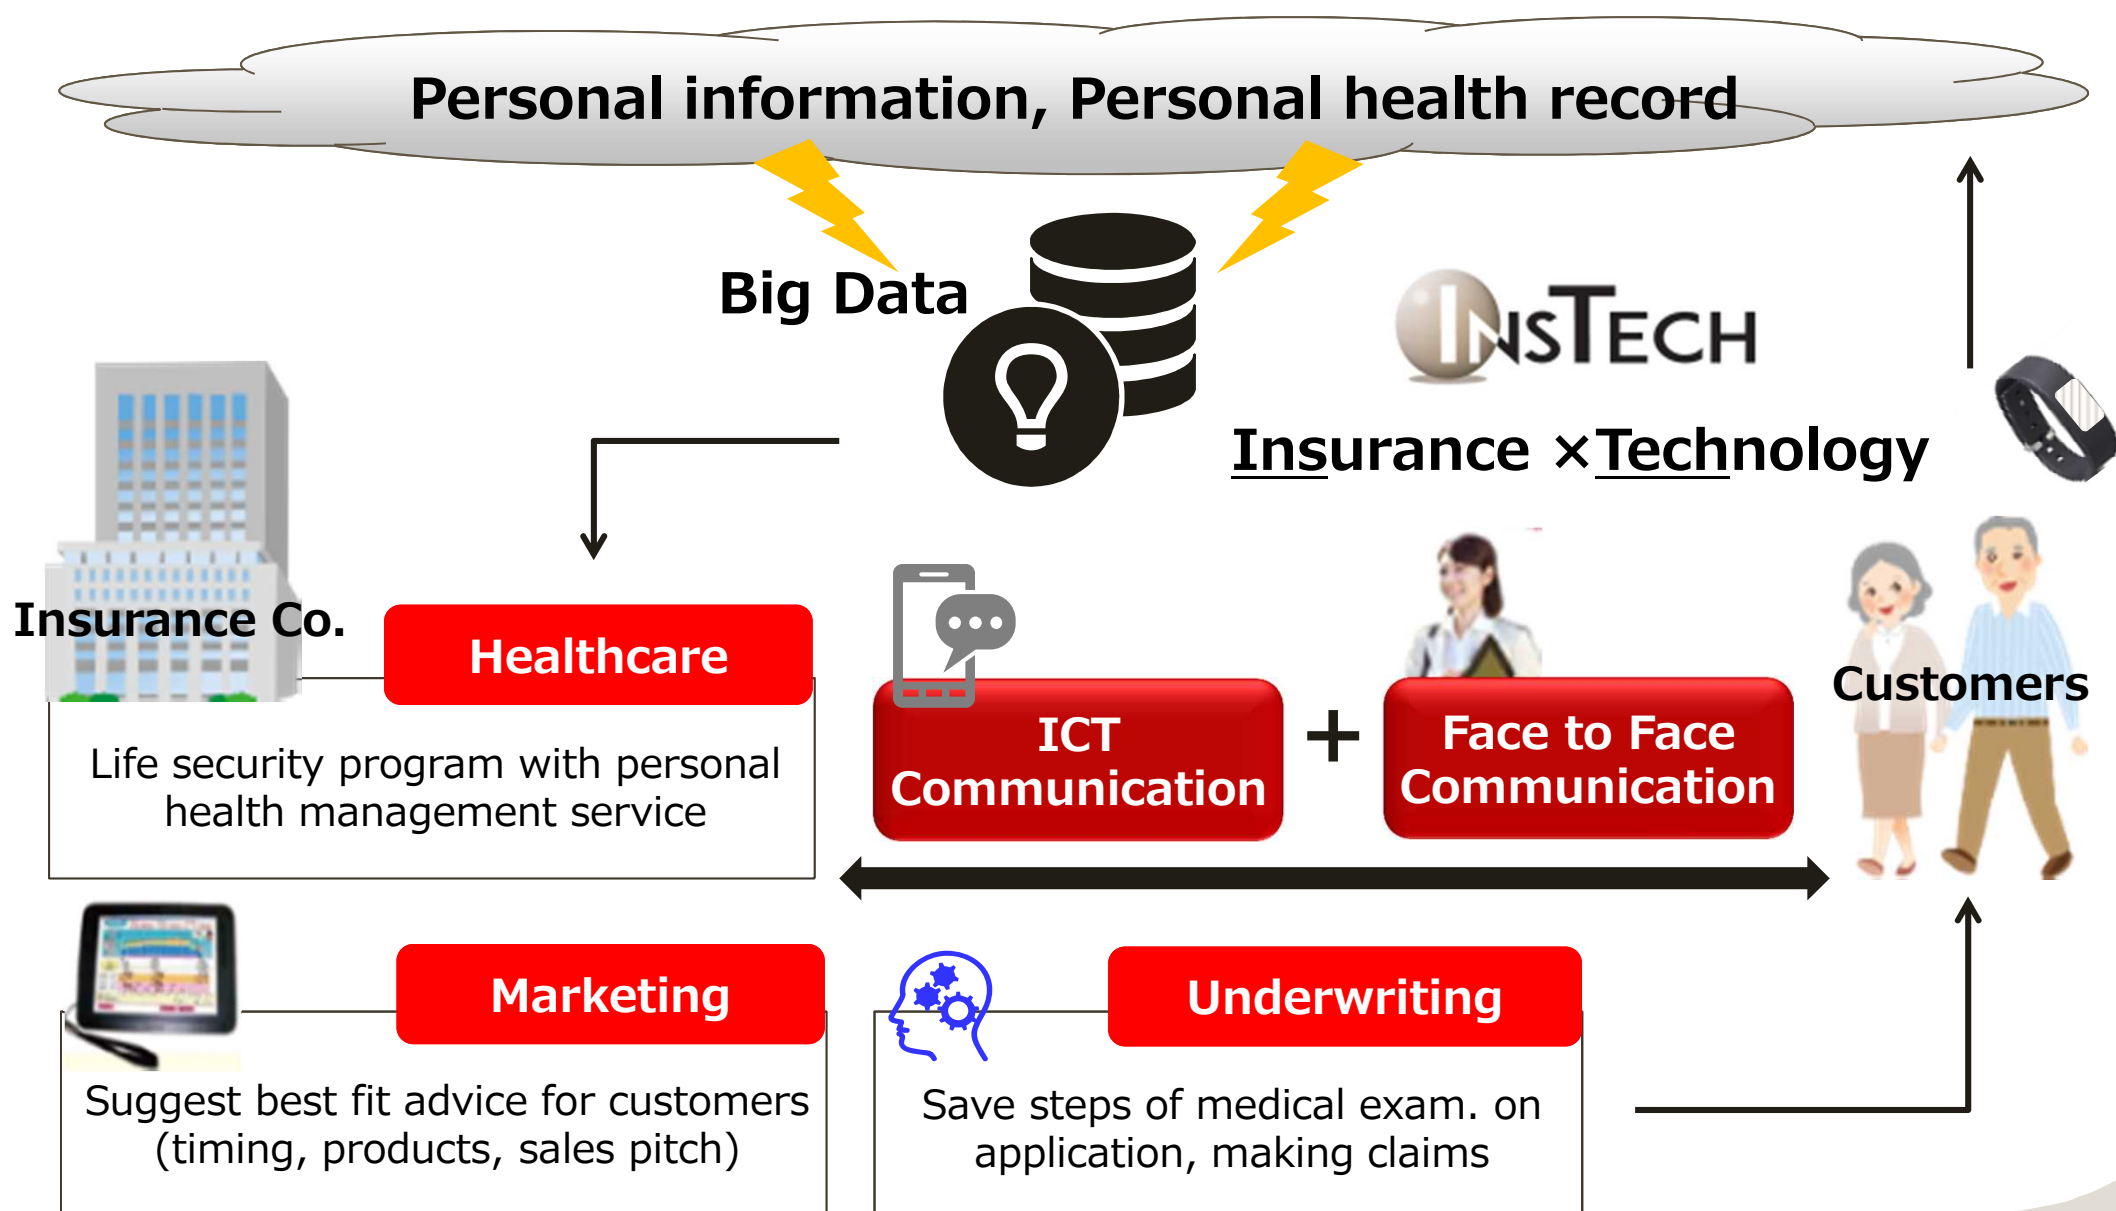 Personal information, Personal health record
Big Data
INSTECH
Insurance ×Technology
Insurance Co.
Healthcare
Life security program with personal
health management service
ICT
Communication
+
Face to Face
Communication
Customers
Marketing
Suggest best fit advice for customers
(timing, products, sales pitch)
Underwriting
Save steps of medical exam. on
application, making claims